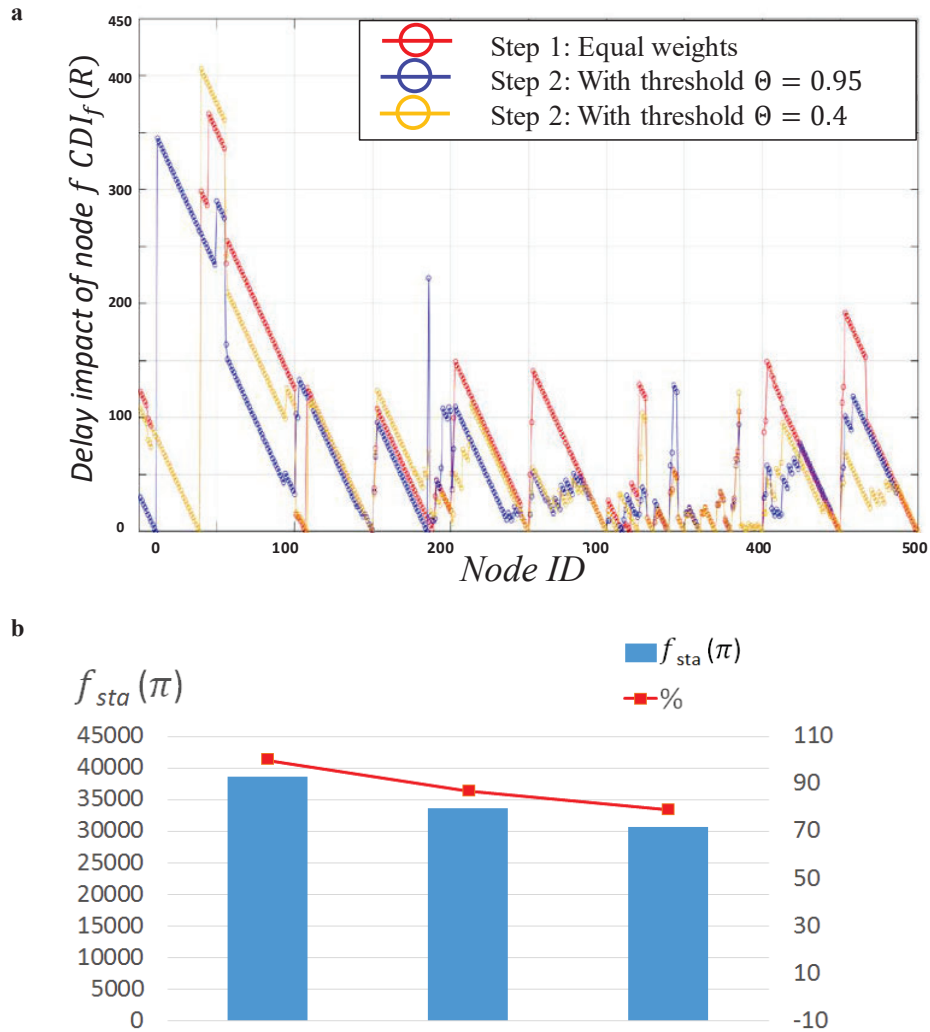 a
450
400
300
200
100
0
Delay impact of node f CDI_f(R)
Step 1: Equal weights
Step 2: With threshold Θ = 0.95
Step 2: With threshold Θ = 0.4
0 100 200 300 400 500
Node ID
b
f_sta(π)
%
f_sta(π)
45000
40000
35000
30000
25000
20000
15000
10000
5000
0
110
90
70
50
30
10
-10